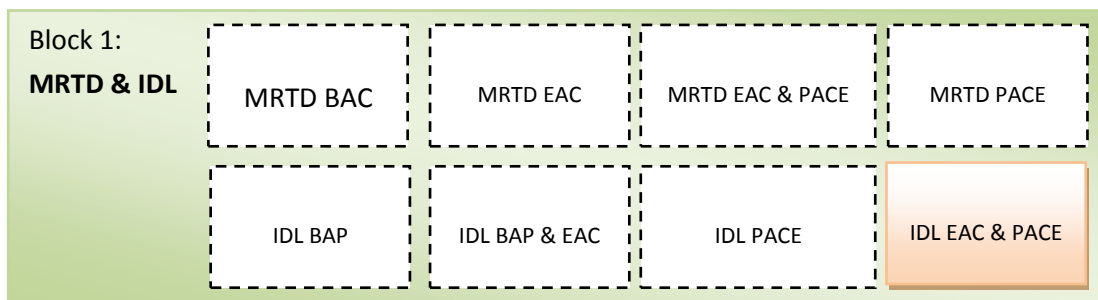 Block 1:
MRTD & IDL
MRTD BAC
MRTD EAC
MRTD EAC & PACE
MRTD PACE
IDL BAP
IDL BAP & EAC
IDL PACE
IDL EAC & PACE